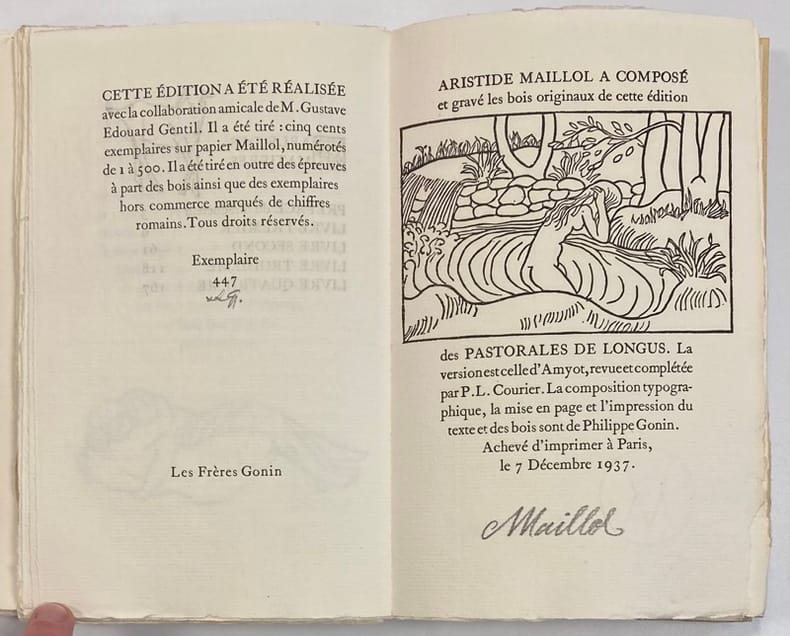 CETTE ÉDITION A ÉTÉ RÉALISÉE
avec la collaboration amicale de M. Gustave
Edouard Gentil. Il a été tiré : cinq cents
exemplaires sur papier Maillol, numérotés
de 1 à 500. Il a été tiré en outre des épreuves
à part des bois ainsi que des exemplaires
hors commerce marqués de chiffres
romains. Tous droits réservés.
Exemplaire
447
Les Frères Gonin
ARISTIDE MAILLOL A COMPOSÉ
et gravé les bois originaux de cette édition
des PASTORALES DE LONGUS. La
version est celle d'Amyot, revue et complétée
par P. L. Courier. La composition typogra-
phique, la mise en page et l'impression du
texte et des bois sont de Philippe Gonin.
Achevé d'imprimer à Paris,
le 7 Décembre 1937.
Maillol